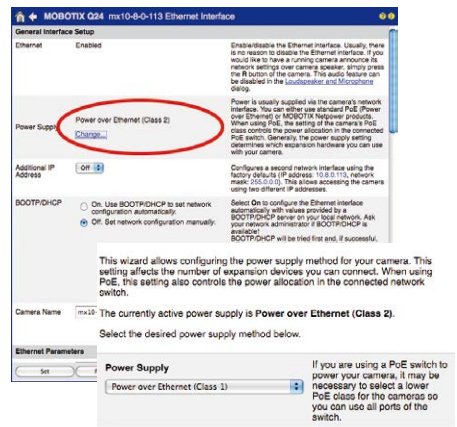 MOBOTIX Q24 mx10-8-0-113 Ethernet Interface
General Interface Setup
Ethernet
Enabled
Enable/disable the Ethernet interface. Usually, there
is no reason to disable the Ethernet interface. If you
would like to have a running camera announce its
network settings over camera speaker, simply press
the R button of the camera. This audio feature can
be disabled in the Loudspeaker and Microphone
dialog.
Power Supply
Power over Ethernet (Class 2)
Change...
Power is usually supplied via the camera's network
interface. You can either use standard PoE (Power
over Ethernet) or MOBOTIX Netpower products.
When using PoE, the setting of the camera's PoE
class controls the power allocation in the connected
PoE switch. Generally, the power supply setting
determines which expansion hardware you can use
with your camera.
Additional IP
Address
Off
Configures a second network interface using the
factory defaults (IP address: 10.8.0.113, network
mask: 255.0.0.0). This allows accessing the camera
using two different IP addresses.
BOOTP/DHCP
On. Use BOOTP/DHCP to set network
configuration automatically.
Off. Set network configuration manually.
Select On to configure the Ethernet interface
automatically with values provided by a
BOOTP/DHCP server on your local network. Ask
your network administrator if BOOTP/DHCP is
available!
BOOTP/DHCP will be tried first and, if successful,
This wizard allows configuring the power supply method for your camera. This
setting affects the number of expansion devices you can connect. When using
PoE, this setting also controls the power allocation in the connected network
switch.
Camera Name
mx10-
The currently active power supply is Power over Ethernet (Class 2).
Select the desired power supply method below.
Ethernet Parameters
Set
Power Supply
Power over Ethernet (Class 1)
If you are using a PoE switch to
power your camera, it may be
necessary to select a lower
PoE class for the cameras so
you can use all ports of the
switch.